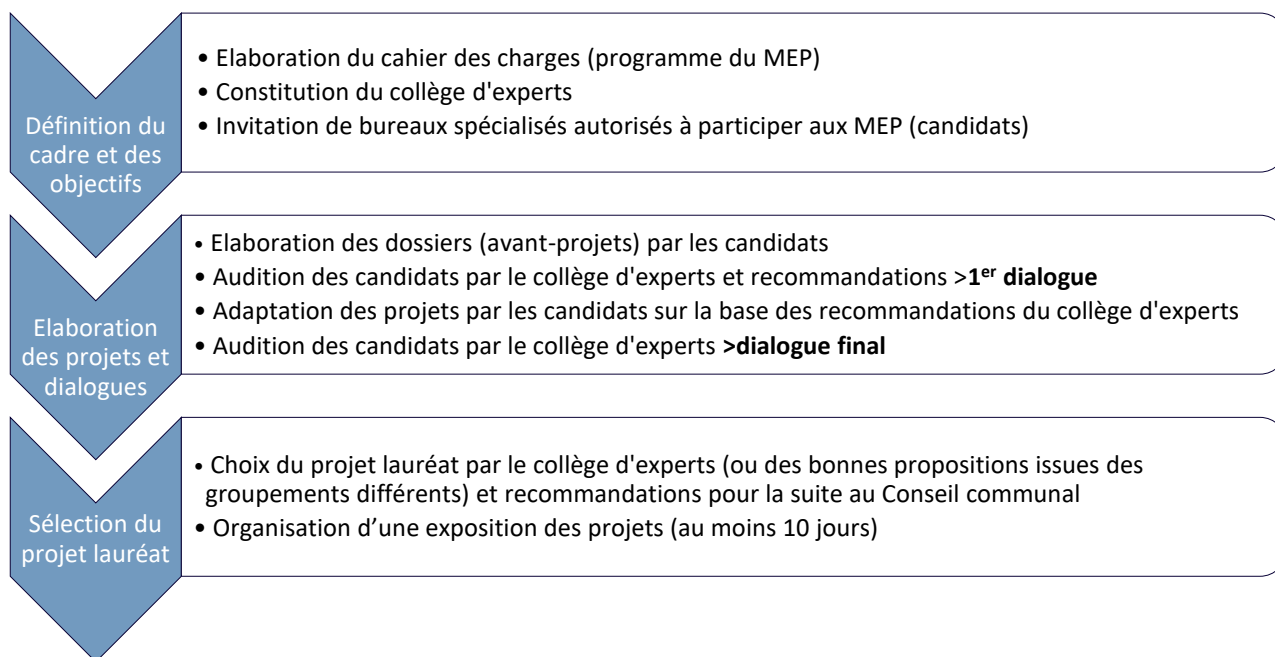 Définition du
cadre et des
objectifs
• Elaboration du cahier des charges (programme du MEP)
• Constitution du collège d'experts
• Invitation de bureaux spécialisés autorisés à participer aux MEP (candidats)
Elaboration
des projets et
dialogues
• Elaboration des dossiers (avant-projets) par les candidats
• Audition des candidats par le collège d'experts et recommandations >1er dialogue
• Adaptation des projets par les candidats sur la base des recommandations du collège d'experts
• Audition des candidats par le collège d'experts >dialogue final
Sélection du
projet lauréat
• Choix du projet lauréat par le collège d'experts (ou des bonnes propositions issues des
groupements différents) et recommandations pour la suite au Conseil communal
• Organisation d’une exposition des projets (au moins 10 jours)